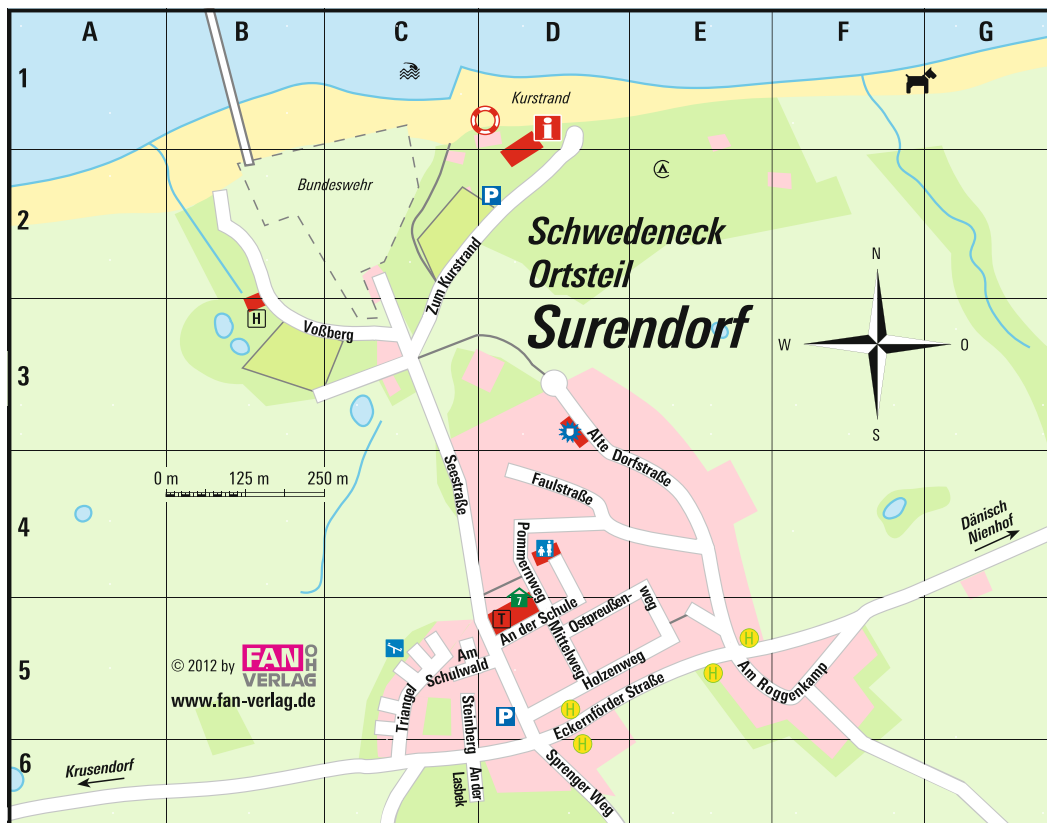 A B C D E F G
1
Kurstrand
i
Bundeswehr
P
2
Zum Kurstrand
Schwedeneck
Ortsteil
Surendorf
N
W O
S
H
Voßberg
3
Alte Dorfstraße
Seestraße
0 m 125 m 250 m
Faulstraße
4
Dänisch
Nienhof
Pommernweg
7
T
An der Schule
Ostpreußen-
weg
Mittelweg
Am
Schulwald
Holzenweg
H
H
5
© 2012 by FAN OHG
VERLAG
www.fan-verlag.de
Triangel
Steinberg
P
H
H
Eckernförder Straße
Am Roggenkamp
6
Krusendorf
An der
Lasbek
Sprenger Weg